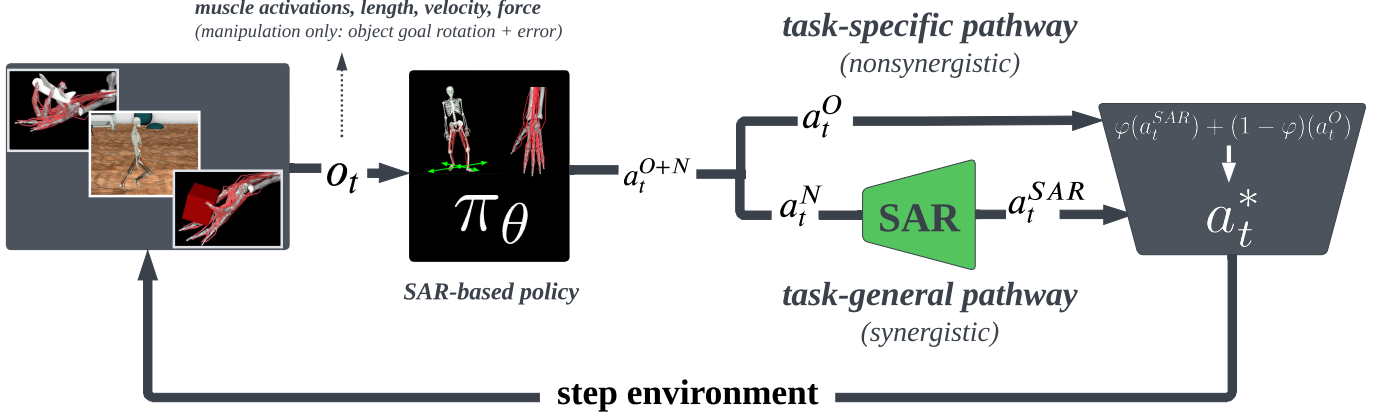 muscle activations, length, velocity, force
(manipulation only: object goal rotation + error)
task-specific pathway
(nonsynergistic)
o_t
π_θ
SAR-based policy
a_t^{O+N}
a_t^O
a_t^N
SAR
a_t^{SAR}
φ(a_t^{SAR}) + (1 − φ)(a_t^O)
a_t^*
task-general pathway
(synergistic)
step environment